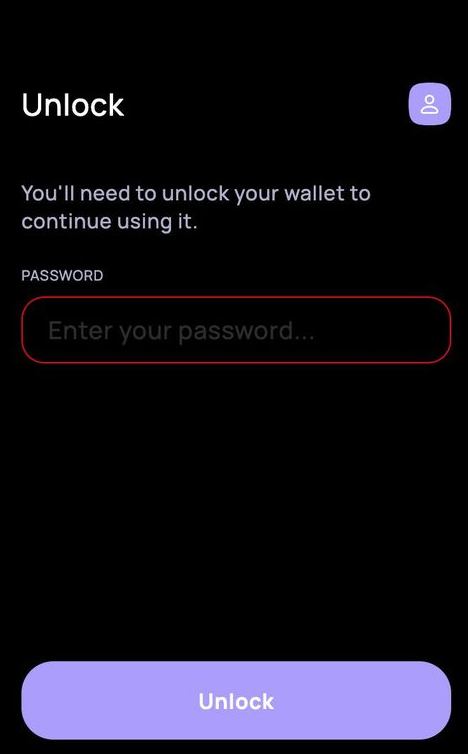 Unlock
You'll need to unlock your wallet to
continue using it.
PASSWORD
Enter your password...
Unlock